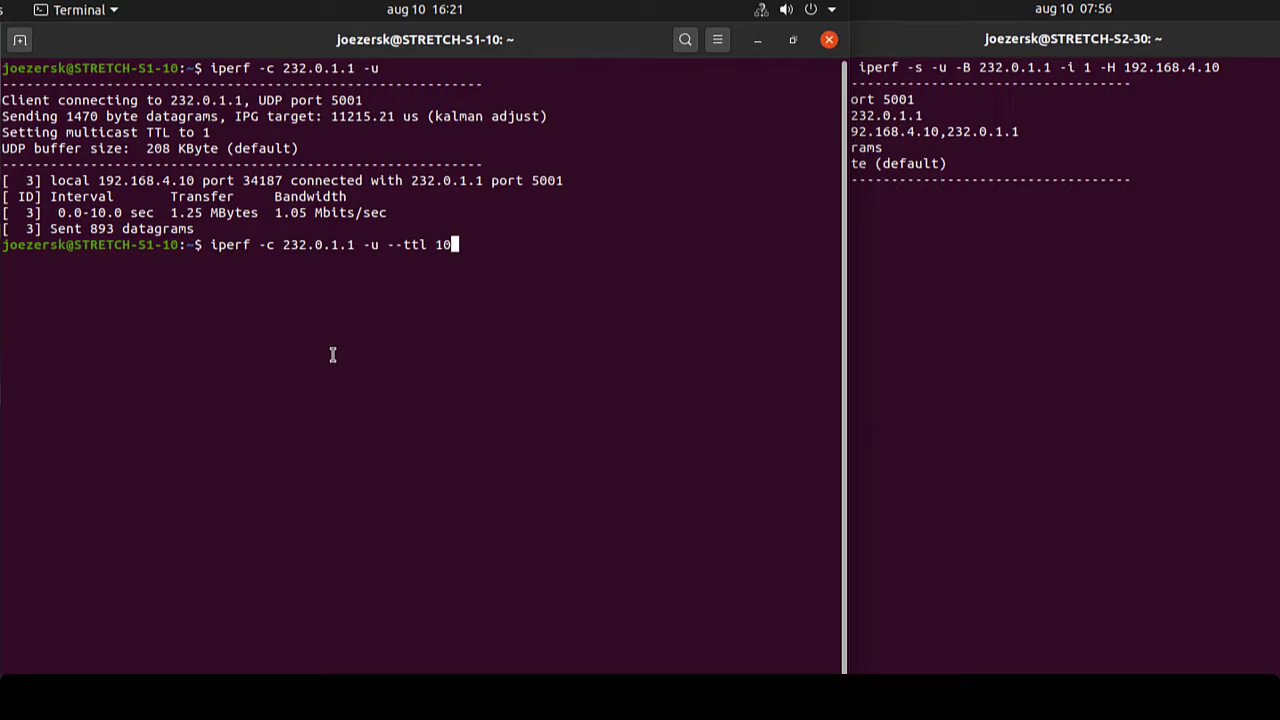 Terminal
aug 10 16:21
joezersk@STRETCH-S1-10: ~
joezersk@STRETCH-S1-10:~$ iperf -c 232.0.1.1 -u
------------------------------------------------------------
Client connecting to 232.0.1.1, UDP port 5001
Sending 1470 byte datagrams, IPG target: 11215.21 us (kalman adjust)
Setting multicast TTL to 1
UDP buffer size:  208 KByte (default)
------------------------------------------------------------
[  3] local 192.168.4.10 port 34187 connected with 232.0.1.1 port 5001
[ ID] Interval       Transfer     Bandwidth
[  3]  0.0-10.0 sec  1.25 MBytes  1.05 Mbits/sec
[  3] Sent 893 datagrams
joezersk@STRETCH-S1-10:~$ iperf -c 232.0.1.1 -u --ttl 10
aug 10 07:56
joezersk@STRETCH-S2-30: ~
iperf -s -u -B 232.0.1.1 -i 1 -H 192.168.4.10
-----------------------------------
ort 5001
232.0.1.1
92.168.4.10,232.0.1.1
rams
te (default)
-----------------------------------